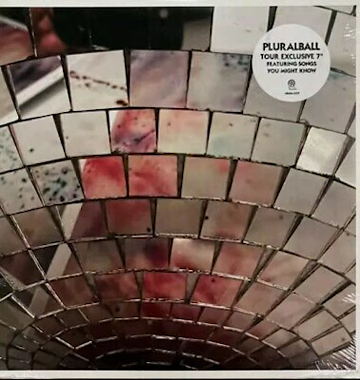 PLURALBALL
TOUR EXCLUSIVE 7"
FEATURING SONGS
YOU MIGHT KNOW